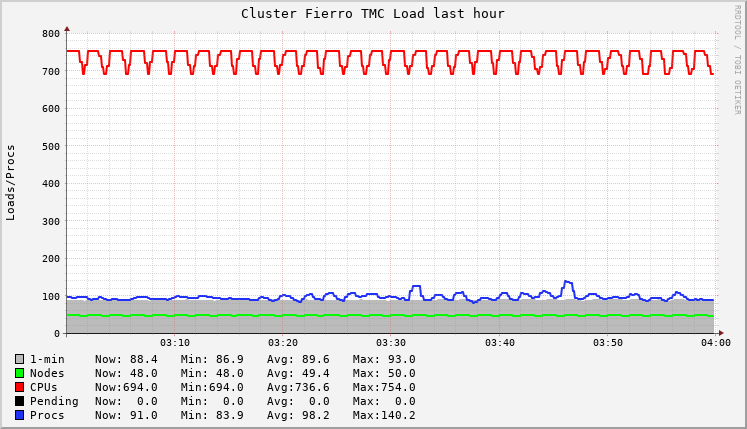 Cluster Fierro TMC Load last hour
RRDTOOL / TOBI OETIKER
Loads/Procs
800
700
600
500
400
300
200
100
0
03:10 03:20 03:30 03:40 03:50 04:00
1-min Now: 88.4 Min: 86.9 Avg: 89.6 Max: 93.0
Nodes Now: 48.0 Min: 48.0 Avg: 49.4 Max: 50.0
CPUs Now:694.0 Min:694.0 Avg:736.6 Max:754.0
Pending Now: 0.0 Min: 0.0 Avg: 0.0 Max: 0.0
Procs Now: 91.0 Min: 83.9 Avg: 98.2 Max:140.2